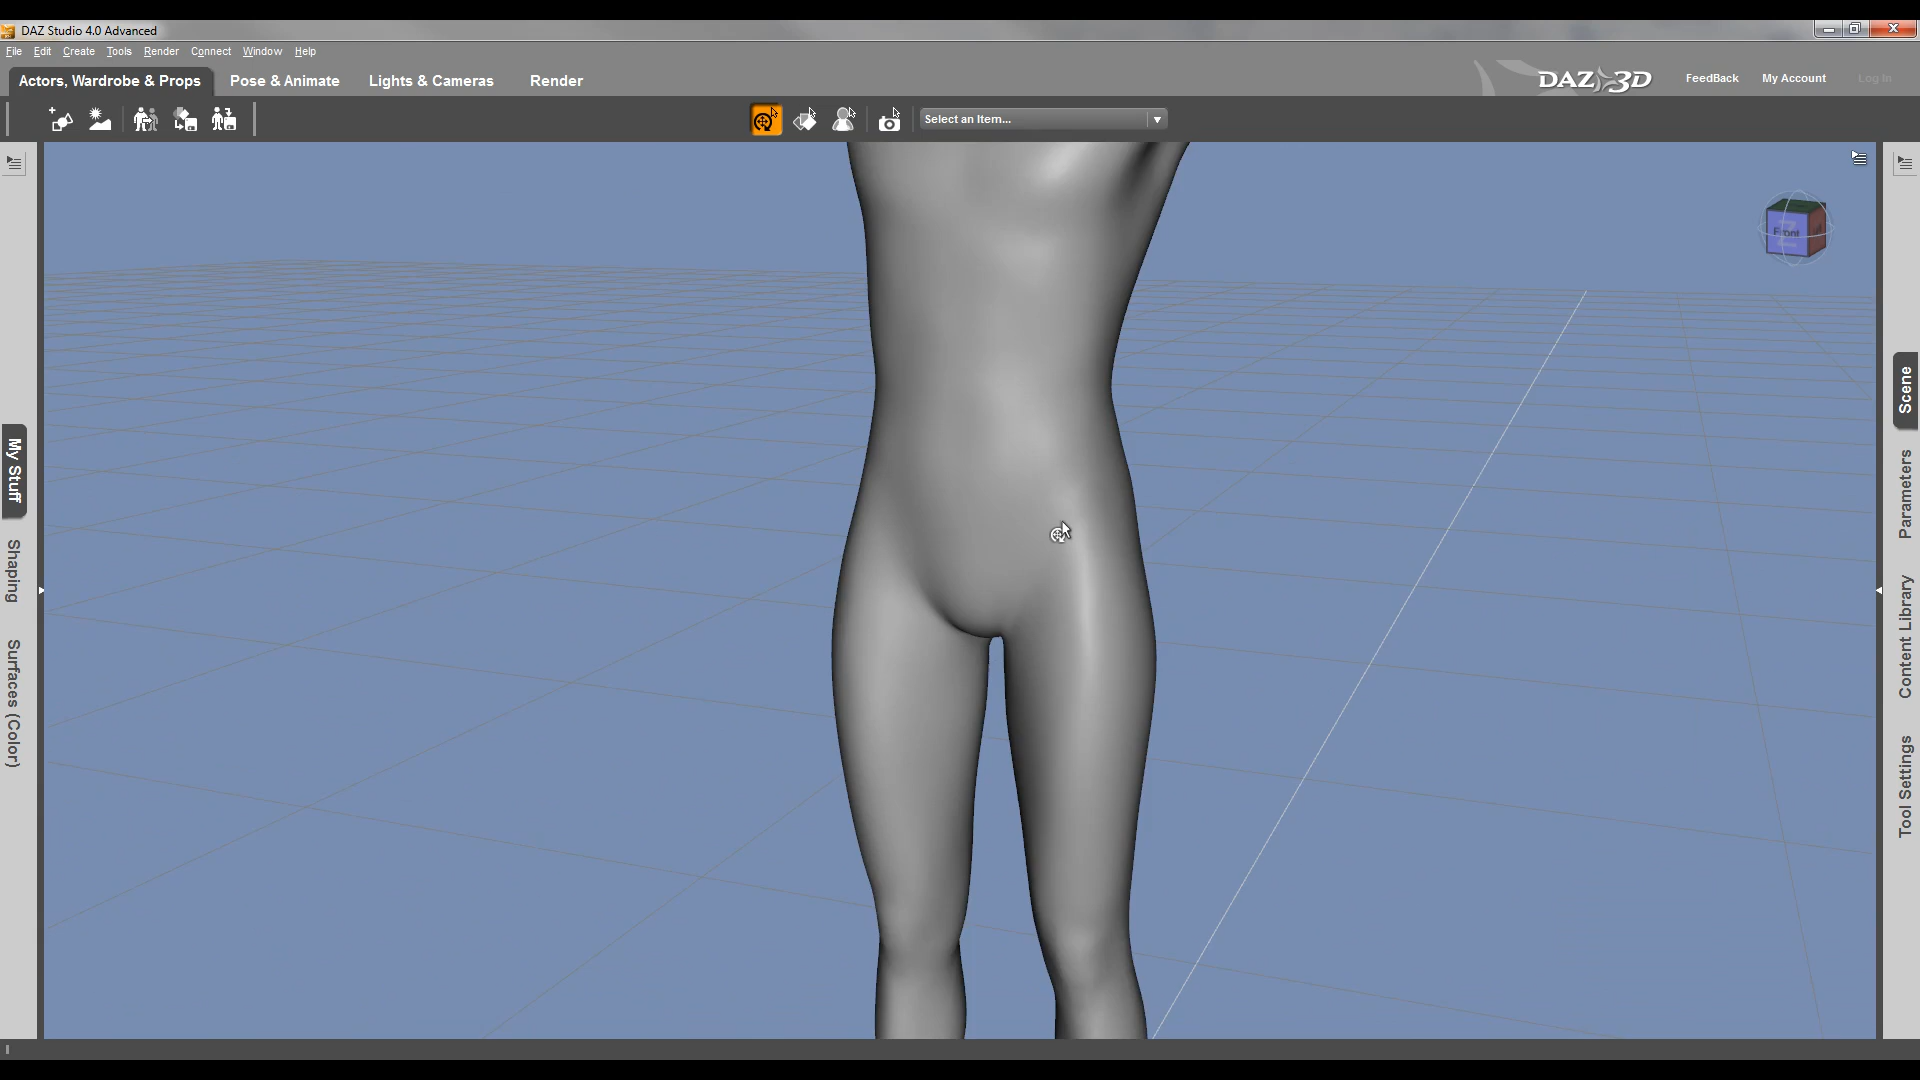 DAZ Studio 4.0 Advanced
File Edit Create Tools Render Connect Window Help
Actors, Wardrobe & Props Pose & Animate Lights & Cameras Render
DAZ 3D
FeedBack My Account Log In
Select an Item...
Front
My Stuff
Shaping
Surfaces (Color)
Scene
Parameters
Content Library
Tool Settings